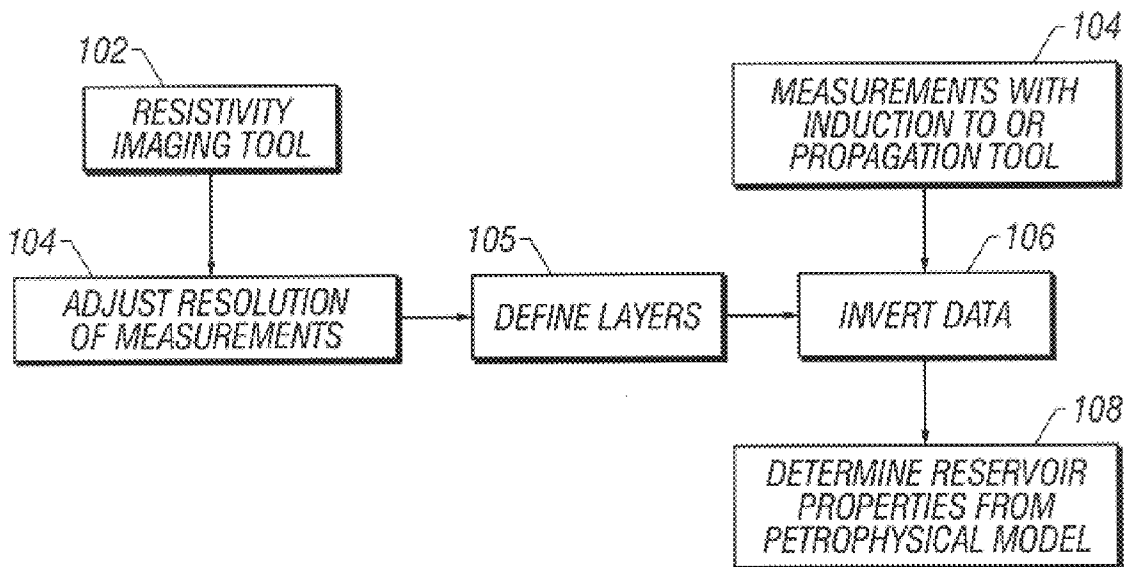 102
RESISTIVITY
IMAGING TOOL
104
MEASUREMENTS WITH
INDUCTION TO OR
PROPAGATION TOOL
104
ADJUST RESOLUTION
OF MEASUREMENTS
105
DEFINE LAYERS
106
INVERT DATA
108
DETERMINE RESERVOIR
PROPERTIES FROM
PETROPHYSICAL MODEL